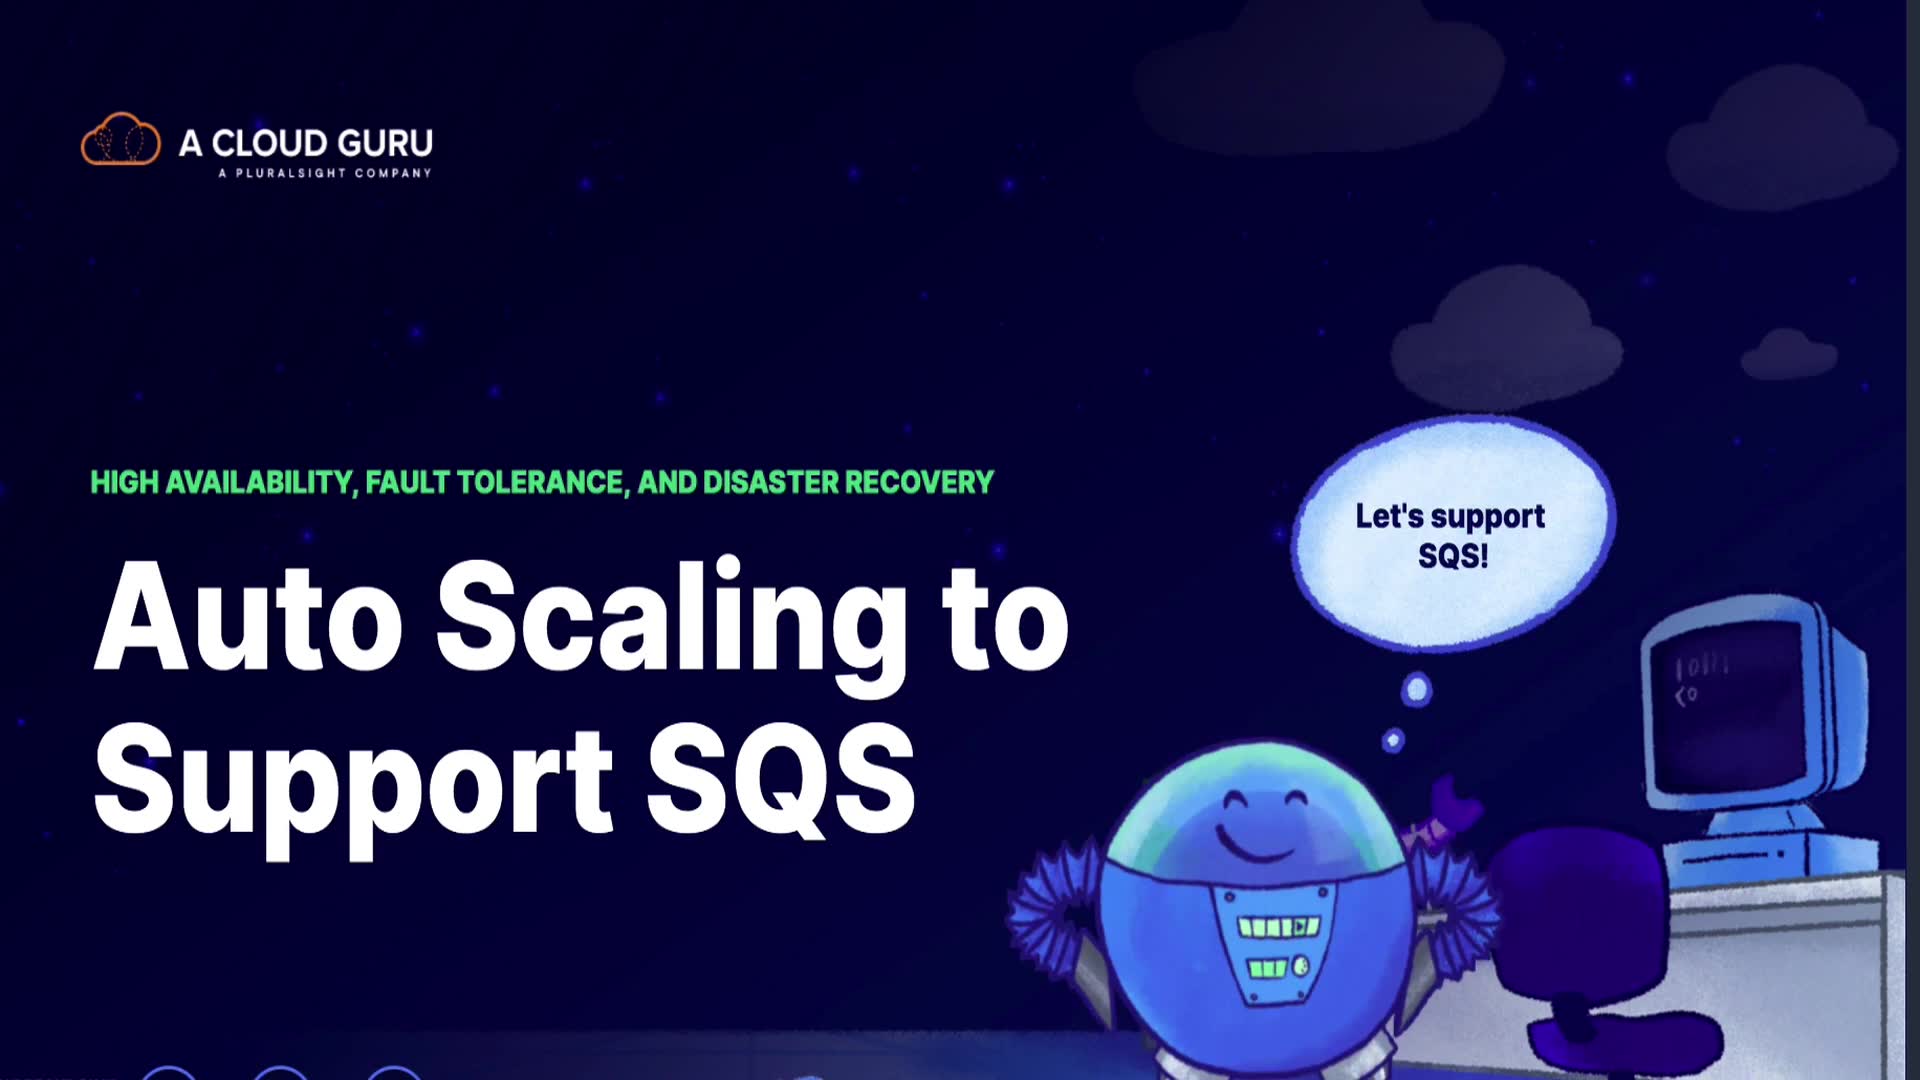 A CLOUD GURU
A PLURALSIGHT COMPANY
HIGH AVAILABILITY, FAULT TOLERANCE, AND DISASTER RECOVERY
Auto Scaling to
Support SQS
Let's support
SQS!